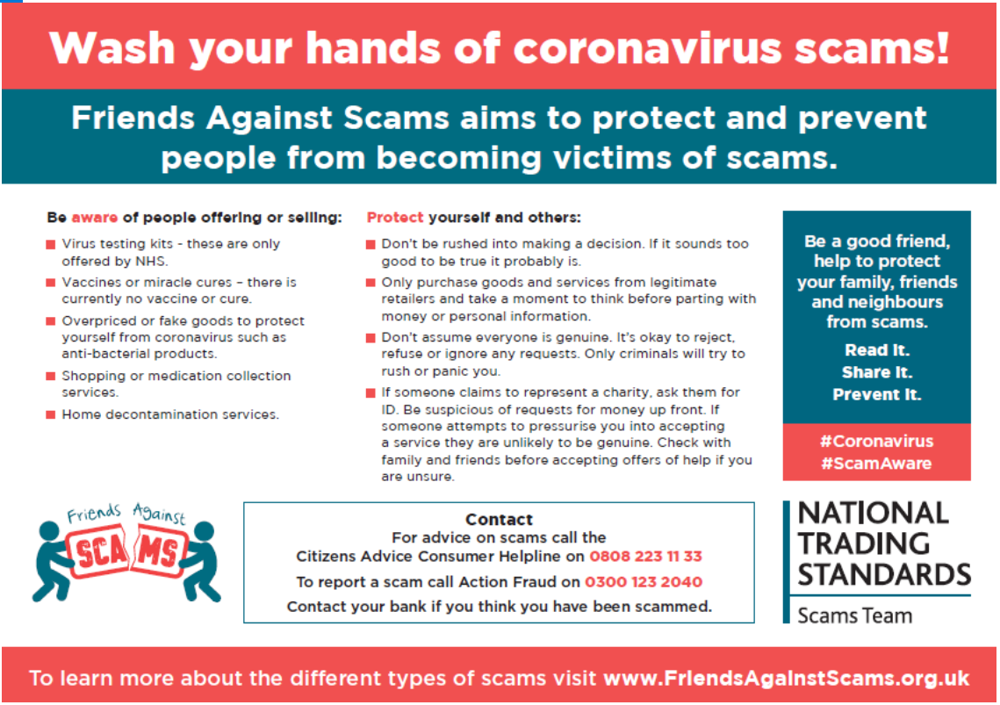 Wash your hands of coronavirus scams!
Friends Against Scams aims to protect and prevent
people from becoming victims of scams.
Be aware of people offering or selling:
Virus testing kits - these are only
offered by NHS.
Vaccines or miracle cures – there is
currently no vaccine or cure.
Overpriced or fake goods to protect
yourself from coronavirus such as
anti-bacterial products.
Shopping or medication collection
services.
Home decontamination services.
Protect yourself and others:
Don't be rushed into making a decision. If it sounds too
good to be true it probably is.
Only purchase goods and services from legitimate
retailers and take a moment to think before parting with
money or personal information.
Don't assume everyone is genuine. It's okay to reject,
refuse or ignore any requests. Only criminals will try to
rush or panic you.
If someone claims to represent a charity, ask them for
ID. Be suspicious of requests for money up front. If
someone attempts to pressurise you into accepting
a service they are unlikely to be genuine. Check with
family and friends before accepting offers of help if you
are unsure.
Be a good friend,
help to protect
your family, friends
and neighbours
from scams.
Read It.
Share It.
Prevent It.
#Coronavirus
#ScamAware
Friends Against
SCAMS
Contact
For advice on scams call the
Citizens Advice Consumer Helpline on 0808 223 11 33
To report a scam call Action Fraud on 0300 123 2040
Contact your bank if you think you have been scammed.
NATIONAL
TRADING
STANDARDS
Scams Team
To learn more about the different types of scams visit www.FriendsAgainstScams.org.uk